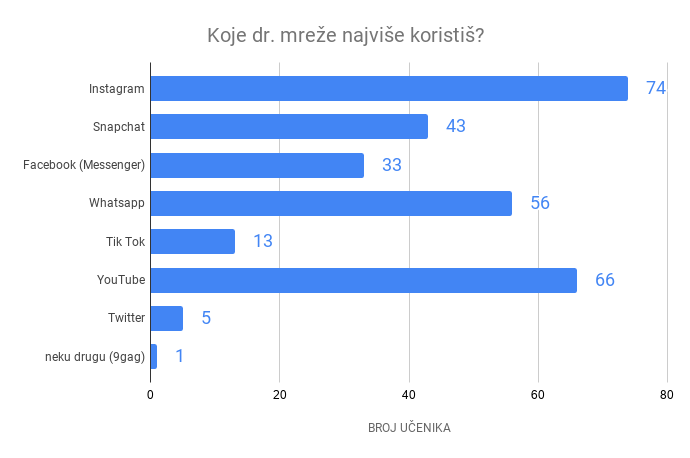 Koje dr. mreže najviše koristiš?
Instagram 74
Snapchat 43
Facebook (Messenger) 33
Whatsapp 56
Tik Tok 13
YouTube 66
Twitter 5
neku drugu (9gag) 1
0 20 40 60 80
BROJ UČENIKA